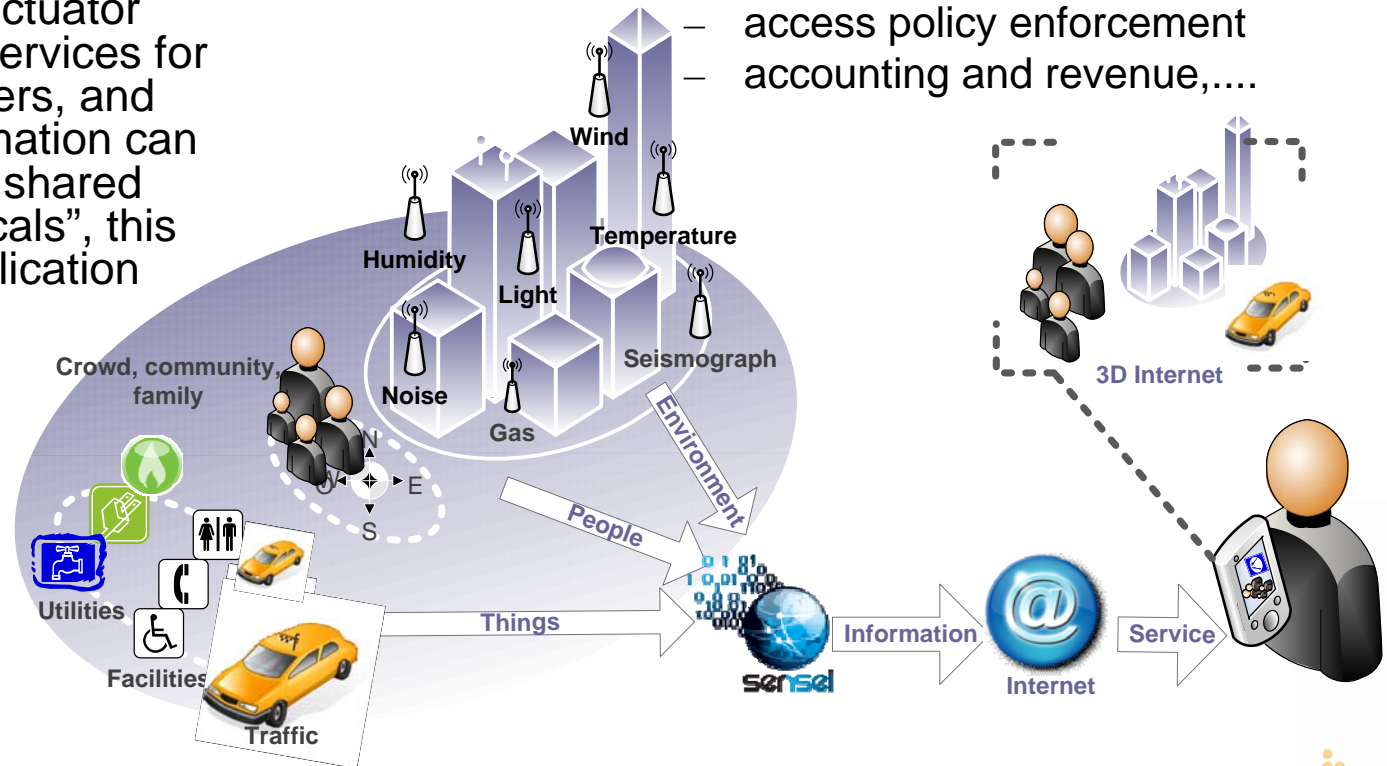 ctuator
ervices for
ers, and
nation can
shared
cals”, this
lication
– access policy enforcement
– accounting and revenue,....
Wind
Temperature
Humidity
Light
Seismograph
Noise
Gas
Crowd, community,
family
N
W
E
S
Environment
People
Things
Utilities
Facilities
Traffic
sensei
Information
Internet
Service
3D Internet
@